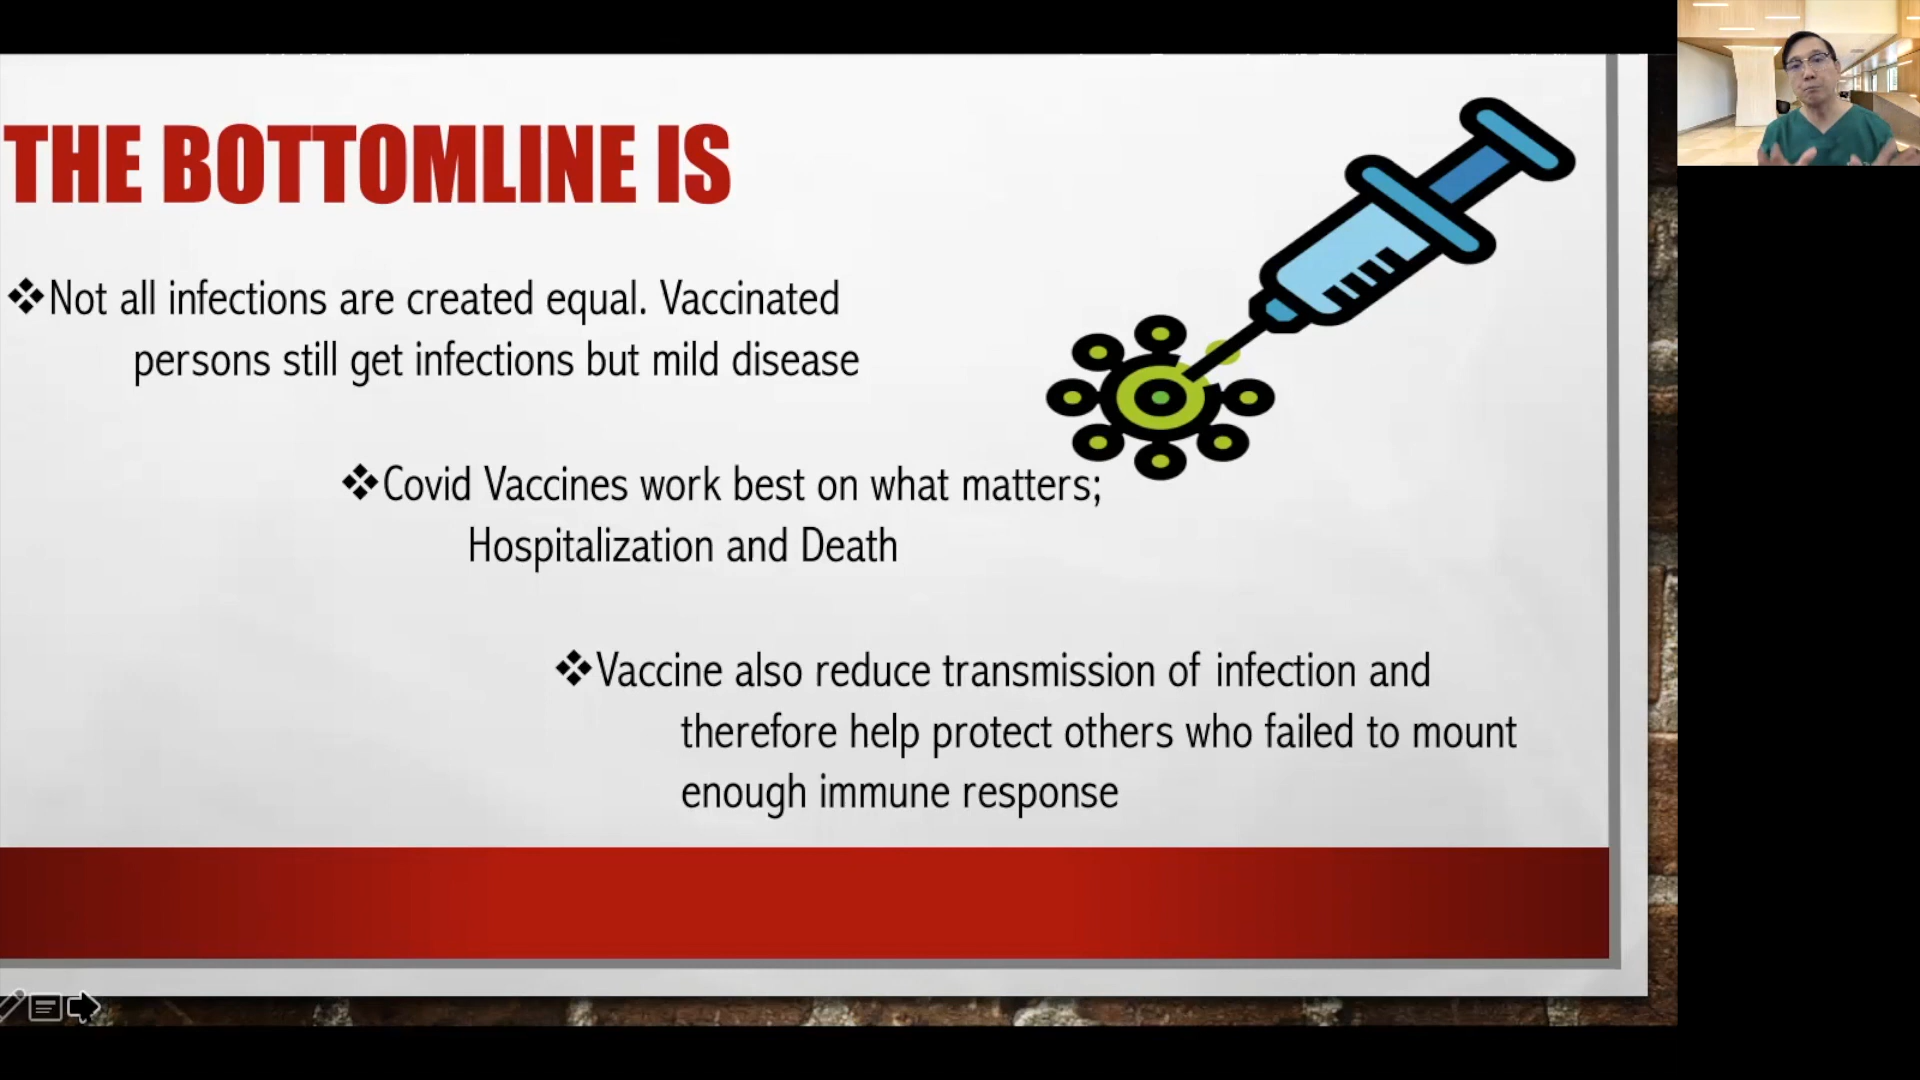 THE BOTTOMLINE IS
❖Not all infections are created equal. Vaccinated
persons still get infections but mild disease
❖Covid Vaccines work best on what matters;
Hospitalization and Death
❖Vaccine also reduce transmission of infection and
therefore help protect others who failed to mount
enough immune response